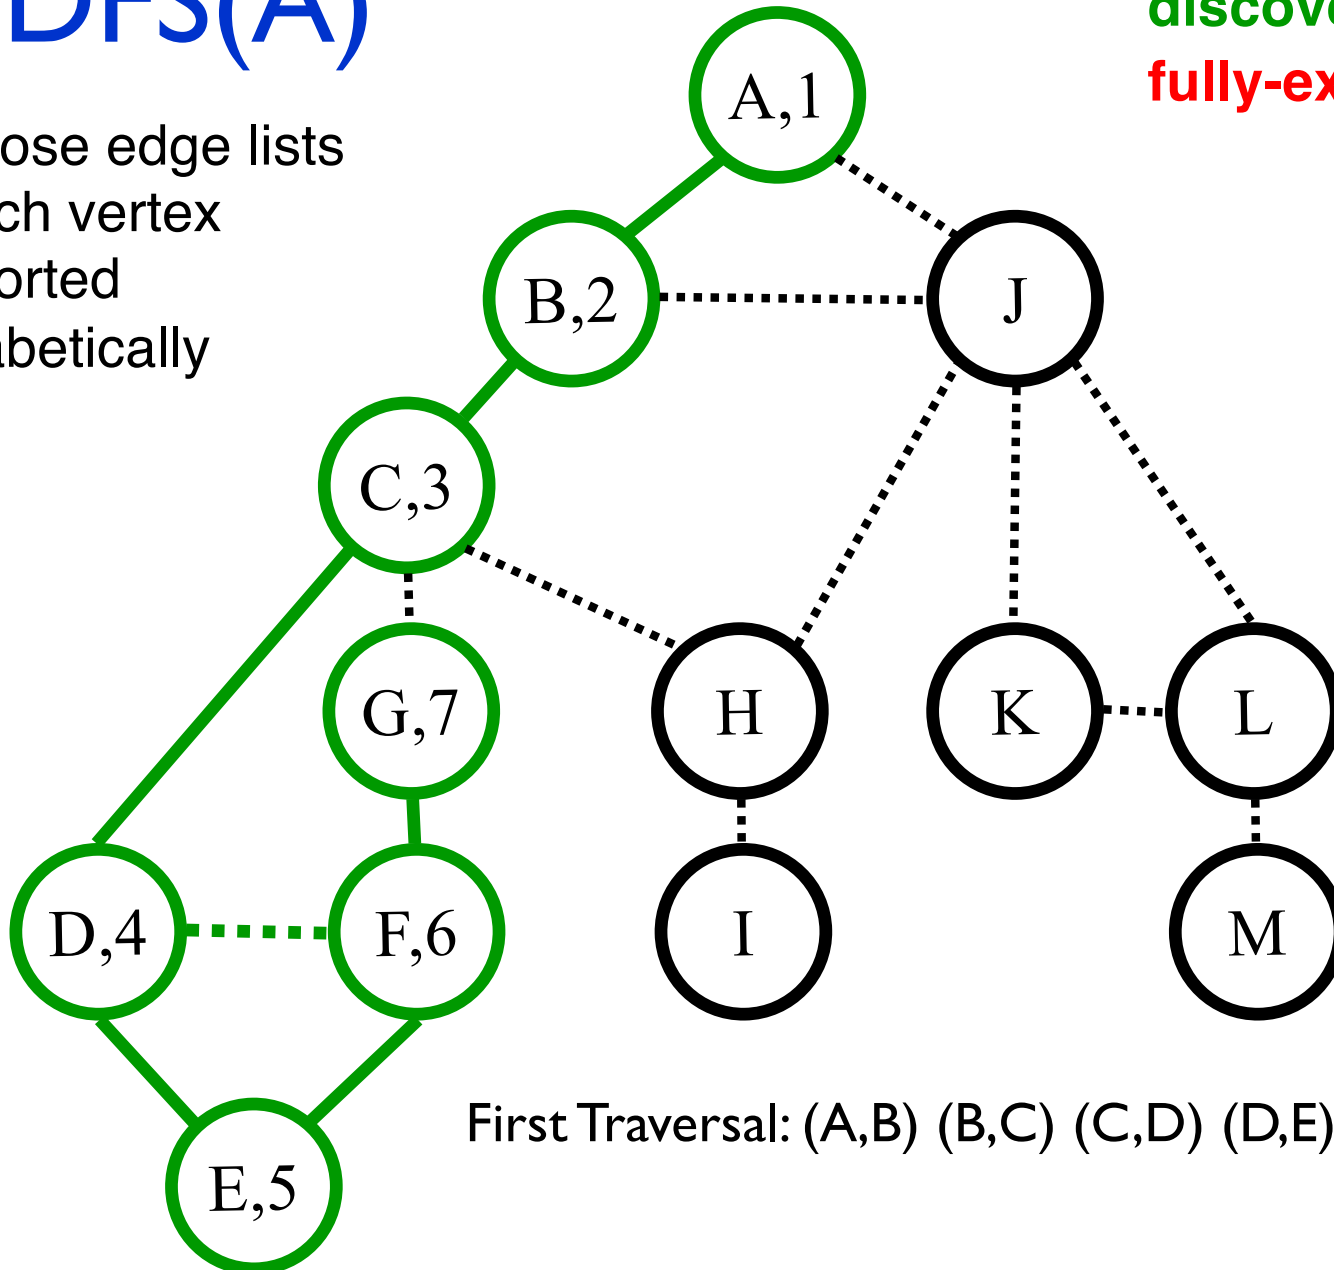 DFS(A)
discov
fully-ex
ose edge lists
ch vertex
orted
abetically
A,1
B,2
J
C,3
G,7
H
K
L
D,4
F,6
I
M
First Traversal: (A,B) (B,C) (C,D) (D,E)
E,5